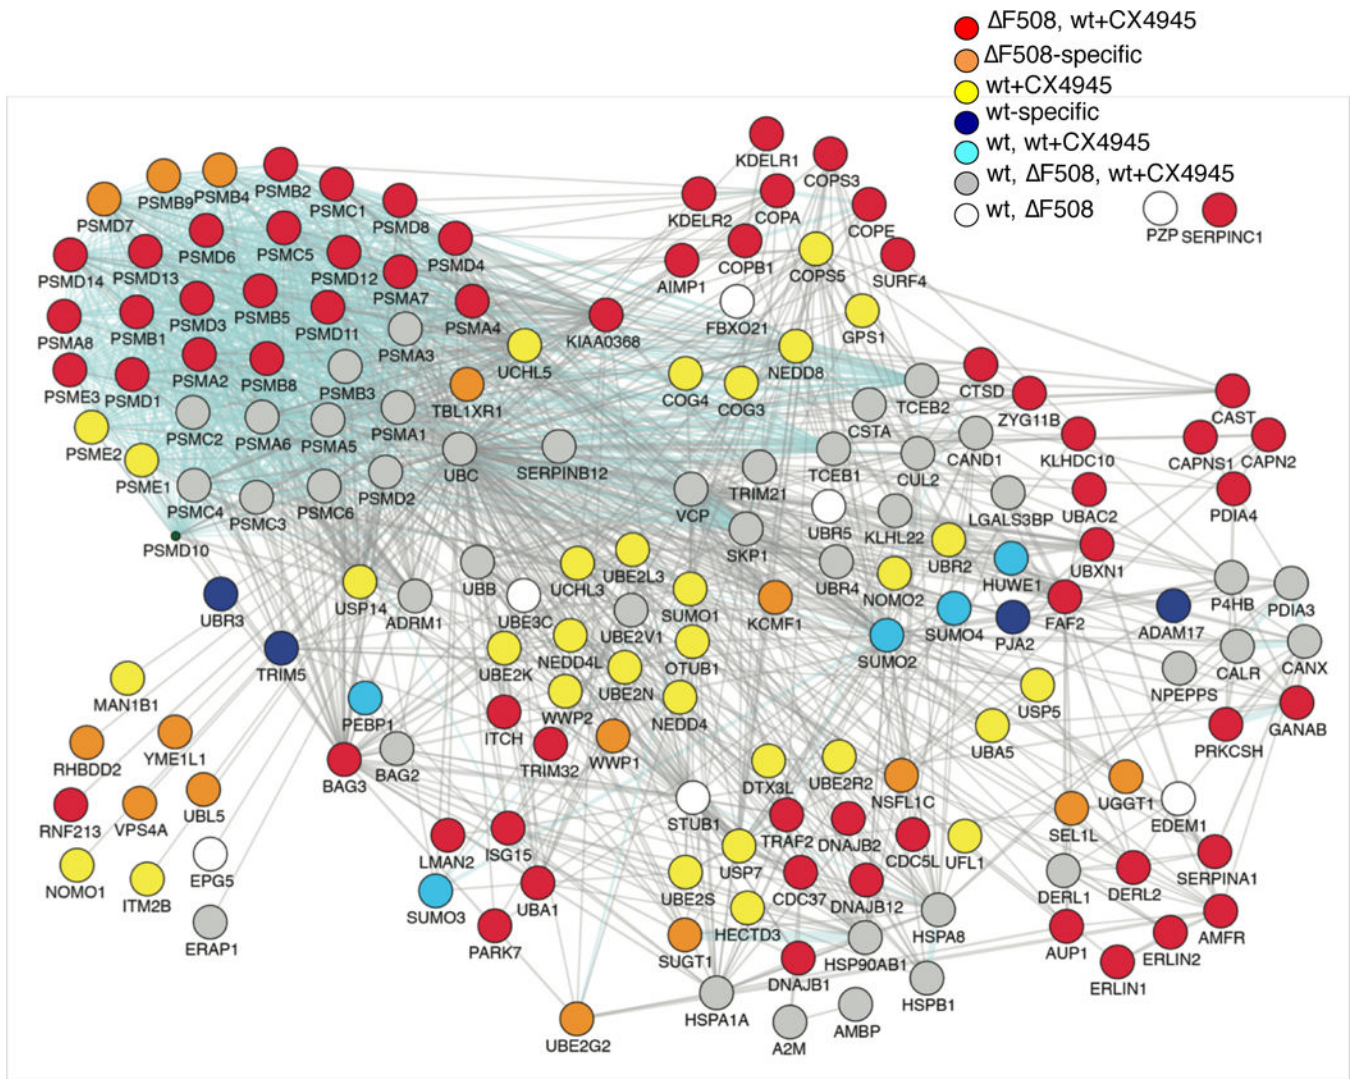 ΔF508, wt+CX4945
ΔF508-specific
wt+CX4945
wt-specific
wt, wt+CX4945
wt, ΔF508, wt+CX4945
wt, ΔF508
PZP SERPINC1
KDELR1
COPS3
KDELR2 COPA
COPE
COPB1
COPS5
AIMP1
SURF4
FBXO21
GPS1
PSMB9 PSMB4 PSMB2
PSMC1
PSMD7
PSMD8
PSMD6 PSMC5
PSMD14 PSMD13 PSMD12 PSMD4
PSMA7
PSMD3 PSMB5
PSMA8 PSMB1 PSMD11 PSMA4
KIAA0368
PSMA3
UCHL5
PSME3 PSMD1 PSMA2 PSMB8
PSMB3
TBL1XR1
NEDD8
COG4 COG3
TCEB2
CTSD
CSTA
ZYG11B
CAST
PSMC2 PSMA6 PSMA5 PSMA1
PSME2
UBC
SERPINB12
TCEB1
CUL2
CAND1
KLHDC10
CAPNS1 CAPN2
PSME1
PSMC4 PSMC3 PSMC6 PSMD2
VCP
TRIM21
UBR5
KLHL22
LGALS3BP
UBAC2
PDIA4
PSMD10
SKP1
UBR4
UBR2
HUWE1
UBXN1
UBR3
USP14
ADRM1
UBB
UBE3C
UCHL3
UBE2L3
SUMO1
UBE2V1
KCMF1
NOMO2
SUMO4
PJA2
FAF2
ADAM17
P4HB
PDIA3
TRIM5
UBE2K
NEDD4L
OTUB1
SUMO2
CALR
CANX
NPEPPS
MAN1B1
PEBP1
UBE2N
WWP2
NEDD4
USP5
UBA5
PRKCSH
GANAB
RHBDD2
YME1L1
BAG3
BAG2
ITCH
TRIM32
WWP1
DTX3L
UBE2R2
NSFL1C
UGGT1
RNF213
VPS4A
UBL5
STUB1
TRAF2
DNAJB2
CDC5L
UFL1
SEL1L
EDEM1
LMAN2
ISG15
USP7
NOMO1
ITM2B
EPG5
SUMO3
UBA1
UBE2S
CDC37
DNAJB12
DERL1
DERL2
SERPINA1
ERAP1
PARK7
HECTD3
SUGT1
HSP90AB1
HSPA8
AUP1
ERLIN2
AMFR
DNAJB1
ERLIN1
HSPA1A
HSPB1
UBE2G2
A2M
AMBP